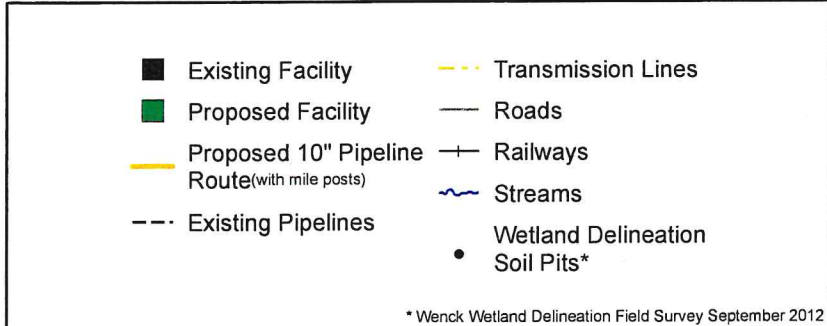 Existing Facility
Proposed Facility
Proposed 10" Pipeline
Route(with mile posts)
Existing Pipelines
Transmission Lines
Roads
Railways
Streams
Wetland Delineation
Soil Pits*
* Wenck Wetland Delineation Field Survey September 2012